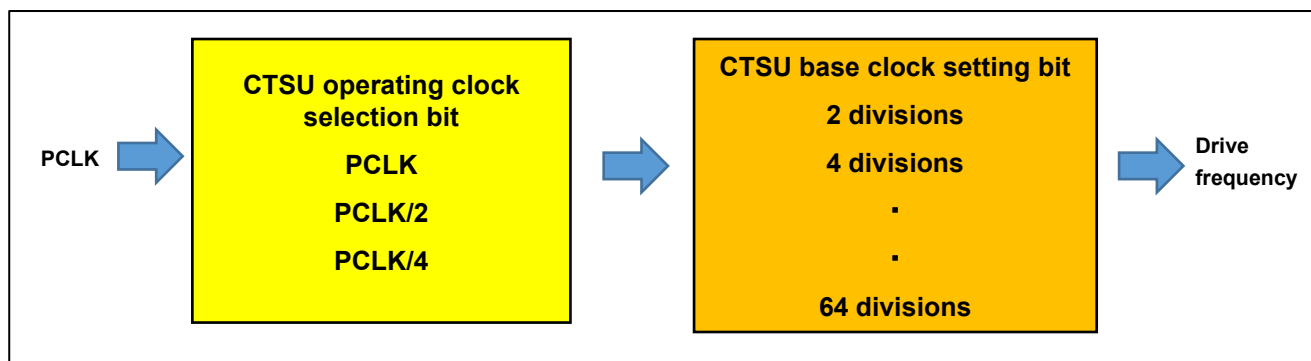 PCLK
CTSU operating clock
selection bit
PCLK
PCLK/2
PCLK/4
CTSU base clock setting bit
2 divisions
4 divisions
.
.
64 divisions
Drive
frequency